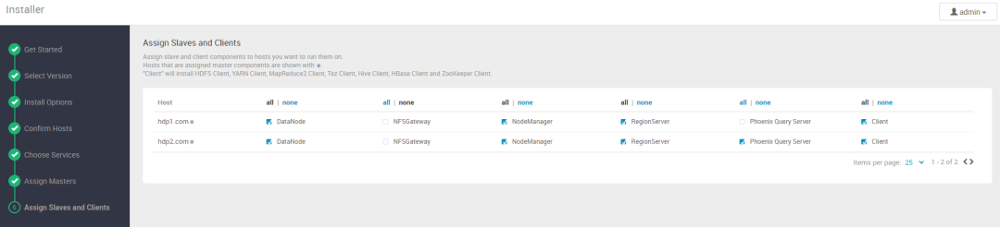 Installer
admin
Get Started
Select Version
Install Options
Confirm Hosts
Choose Services
Assign Masters
6 Assign Slaves and Clients
Assign Slaves and Clients
Assign slave and client components to hosts you want to run them on.
Hosts that are assigned master components are shown with ✵.
"Client" will install HDFS Client, YARN Client, MapReduce2 Client, Tez Client, Hive Client, HBase Client and ZooKeeper Client.
Host all | none all | none all | none all | none all | none all | none
hdp1.com✵ DataNode NFSGateway NodeManager RegionServer Phoenix Query Server Client
hdp2.com✵ DataNode NFSGateway NodeManager RegionServer Phoenix Query Server Client
Items per page: 25 1 - 2 of 2